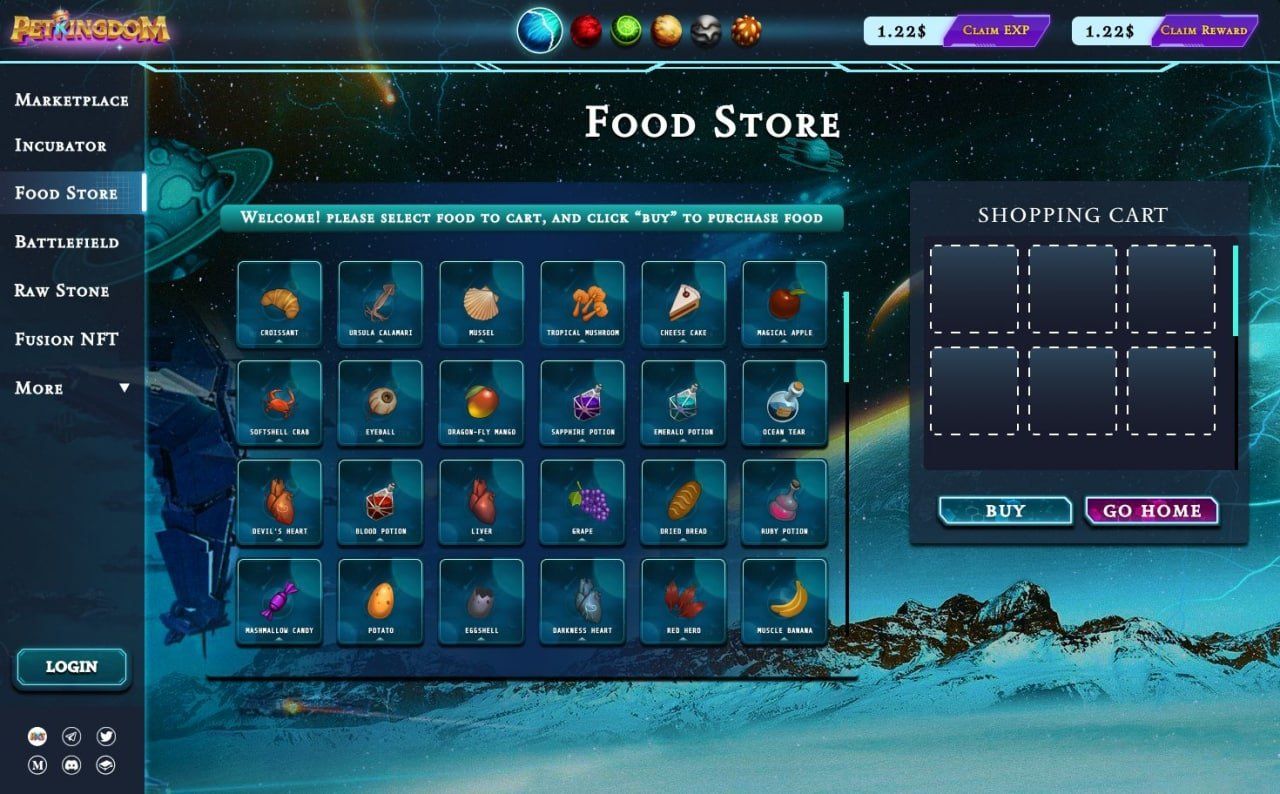 PETKINGDOM
1.22$ CLAIM EXP
1.22$ CLAIM REWARD
MARKETPLACE
INCUBATOR
FOOD STORE
BATTLEFIELD
RAW STONE
FUSION NFT
MORE
LOGIN
M
FOOD STORE
WELCOME! PLEASE SELECT FOOD TO CART, AND CLICK “BUY” TO PURCHASE FOOD
CROISSANT
URSULA CALAMARI
MUSSEL
TROPICAL MUSHROOM
CHEESE CAKE
MAGICAL APPLE
SOFTSHELL CRAB
EYEBALL
DRAGON-FLY MANGO
SAPPHIRE POTION
EMERALD POTION
OCEAN TEAR
DEVIL'S HEART
BLOOD POTION
LIVER
GRAPE
DRIED BREAD
RUBY POTION
MASHMALLOW CANDY
POTATO
EGGSHELL
DARKNESS HEART
RED HERD
MUSCLE BANANA
SHOPPING CART
BUY
GO HOME